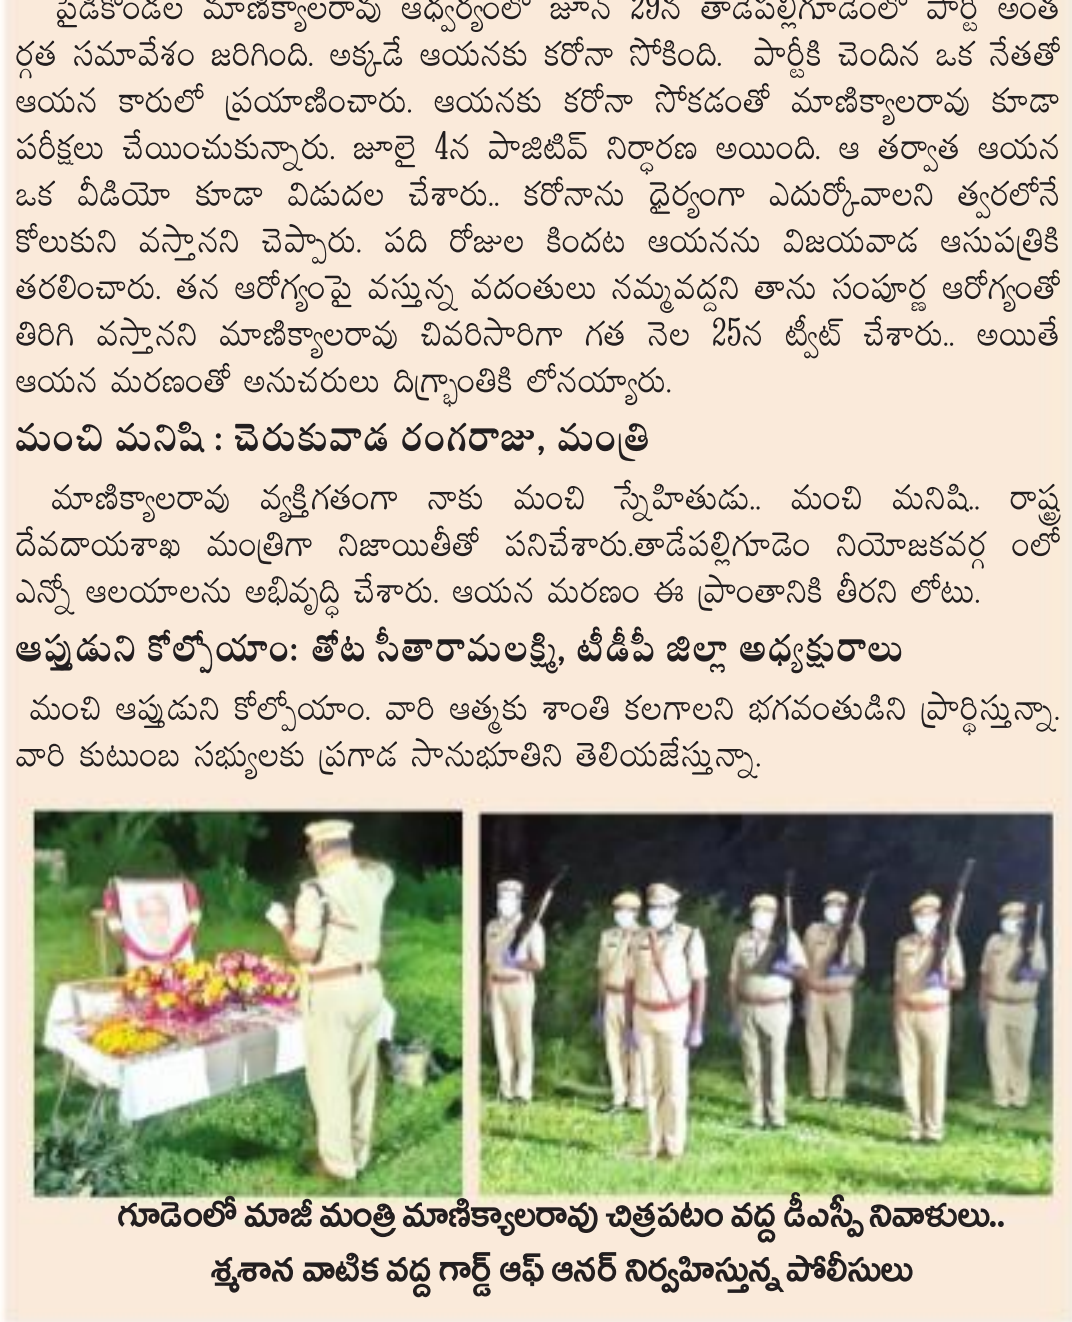 పైడికొండల మాణిక్యాలరావు ఆధ్వర్యంలో జూన్ 29న తాడేపల్లిగూడెంలో పార్టీ అంత
ర్గత సమావేశం జరిగింది. అక్కడే ఆయనకు కరోనా సోకింది. పార్టీకి చెందిన ఒక నేతతో
ఆయన కారులో ప్రయాణించారు. ఆయనకు కరోనా సోకడంతో మాణిక్యాలరావు కూడా
పరీక్షలు చేయించుకున్నారు. జూలై 4న పాజిటివ్ నిర్ధారణ అయింది. ఆ తర్వాత ఆయన
ఒక వీడియో కూడా విడుదల చేశారు.. కరోనాను ధైర్యంగా ఎదుర్కోవాలని త్వరలోనే
కోలుకుని వస్తానని చెప్పారు. పది రోజుల కిందట ఆయనను విజయవాడ ఆసుపత్రికి
తరలించారు. తన ఆరోగ్యంపై వస్తున్న వదంతులు నమ్మవద్దని తాను సంపూర్ణ ఆరోగ్యంతో
తిరిగి వస్తానని మాణిక్యాలరావు చివరిసారిగా గత నెల 25న ట్వీట్ చేశారు.. అయితే
ఆయన మరణంతో అనుచరులు దిగ్భ్రాంతికి లోనయ్యారు.
మంచి మనిషి : చెరుకువాడ రంగరాజు, మంత్రి
మాణిక్యాలరావు వ్యక్తిగతంగా నాకు మంచి స్నేహితుడు.. మంచి మనిషి.. రాష్ట్ర
దేవదాయశాఖ మంత్రిగా నిజాయితీతో పనిచేశారు.తాడేపల్లిగూడెం నియోజకవర్గ ంలో
ఎన్నో ఆలయాలను అభివృద్ధి చేశారు. ఆయన మరణం ఈ ప్రాంతానికి తీరని లోటు.
ఆప్తుడుని కోల్పోయాం: తోట సీతారామలక్ష్మి, టీడీపీ జిల్లా అధ్యక్షురాలు
మంచి ఆప్తుడుని కోల్పోయాం. వారి ఆత్మకు శాంతి కలగాలని భగవంతుడిని ప్రార్థిస్తున్నా.
వారి కుటుంబ సభ్యులకు ప్రగాడ సానుభూతిని తెలియజేస్తున్నా.
గూడెంలో మాజీ మంత్రి మాణిక్యాలరావు చిత్రపటం వద్ద డీఎస్పీ నివాళులు..
శ్మశాన వాటిక వద్ద గార్డ్ ఆఫ్ ఆనర్ నిర్వహిస్తున్న పోలీసులు